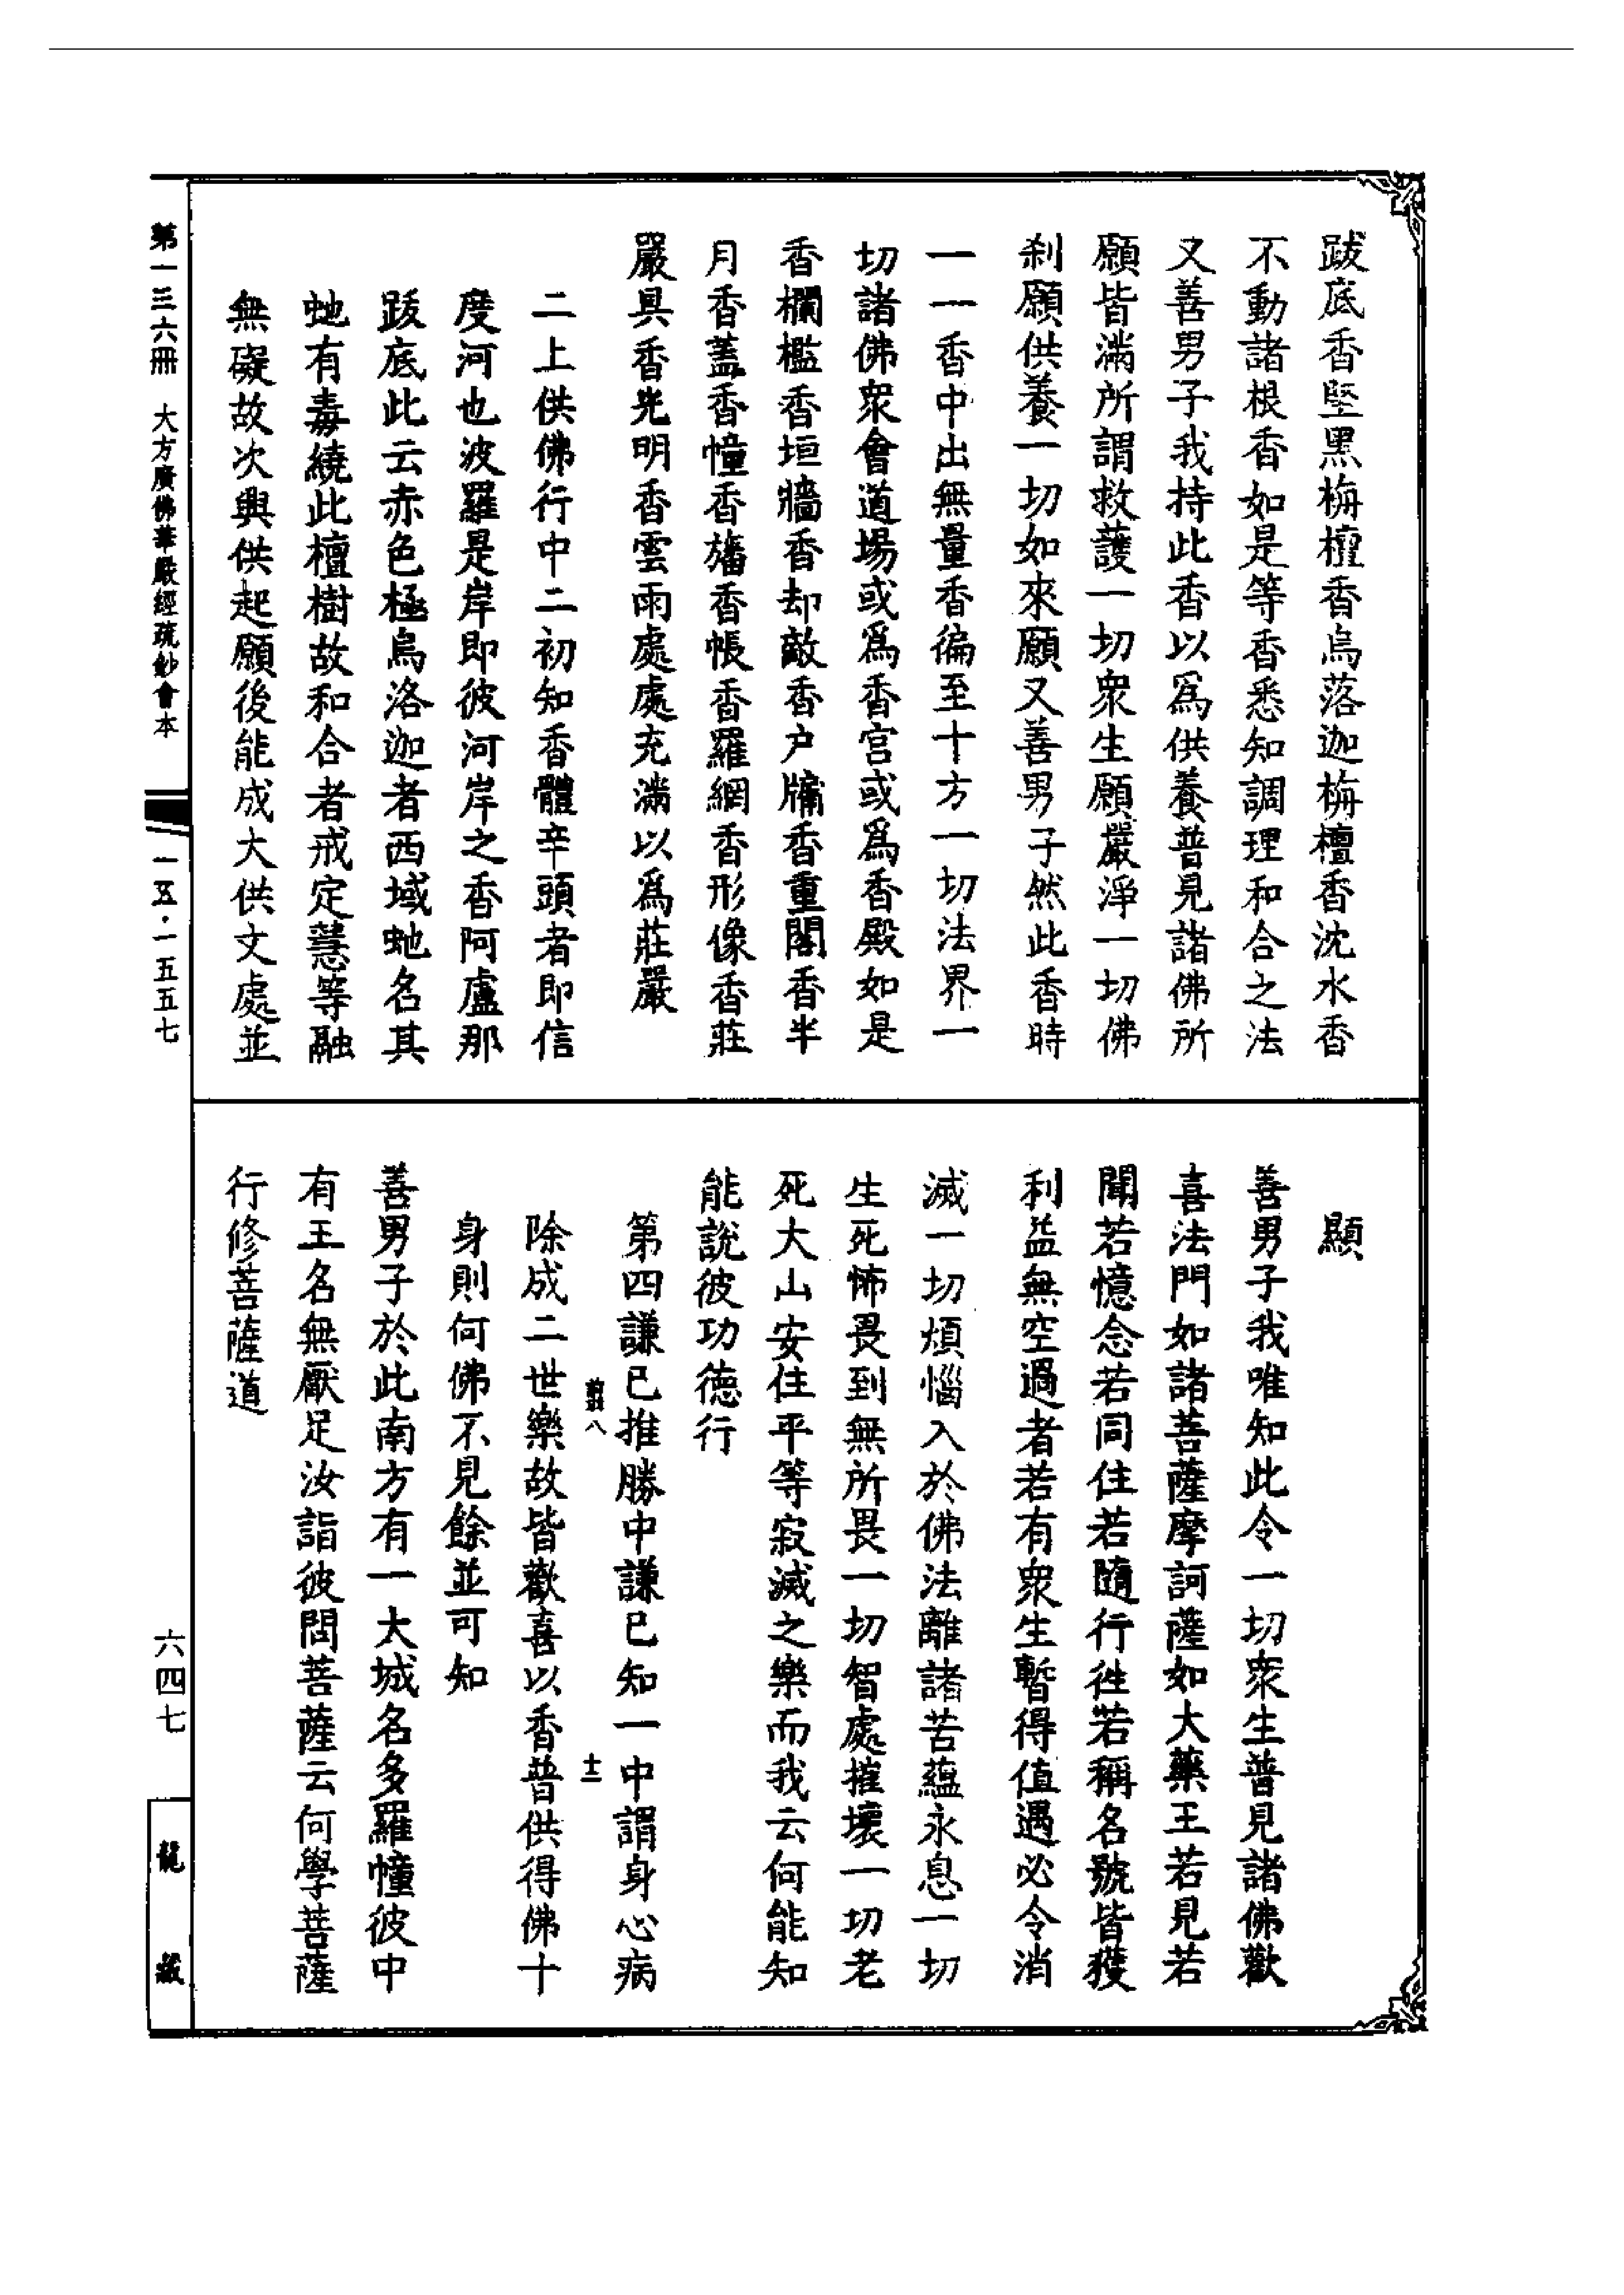 跋底香堅黑栴檀香烏落迦栴檀香沈水香
不動諸根香如是等香悉知調理和合之法
又善男子我持此香以爲供養普見諸佛所
願皆滿所謂救護一切衆生願嚴淨一切佛
刹願供養一切如來願又善男子然此香時
一一香中出無量香徧至十方一切法界一
切諸佛衆會道場或爲香宮或爲香殿如是
香欄檻香垣牆香却敵香户牖香重閣香半
月香蓋香幢香旛香帳香羅網香形像香莊
嚴具香光明香雲雨處處充滿以爲莊嚴
二上供佛行中二初知香體辛頭者即信
度河也波羅是岸即彼河岸之香阿盧那
跋底此云赤色極烏洛迦者西域虵名其
虵有毒繞此檀樹故和合者戒定慧等融
無礙故次興供起願後能成大供文處並
顯
善男子我唯知此令一切衆生普見諸佛歡
喜法門如諸菩薩摩訶薩如大藥王若見若
聞若憶念若同住若隨行往若稱名號皆獲
利益無空過者若有衆生暫得值遇必令消
滅一切煩惱入於佛法離諸苦蘊永息一切
生死怖畏到無所畏一切智處摧壞一切老
死大山安住平等寂滅之樂而我云何能知
能說彼功德行
第四謙已推勝中謙已知一中謂身心病
八
十二
除成二世樂故皆歡喜以香普供得佛十
身則何佛不見餘並可知
善男子於此南方有一大城名多羅幢彼中
有王名無厭足汝詣彼問菩薩云何學菩薩
行修菩薩道
第一三六冊 大方廣佛華嚴經疏鈔會本
一五·一五五七
六四七
龍藏